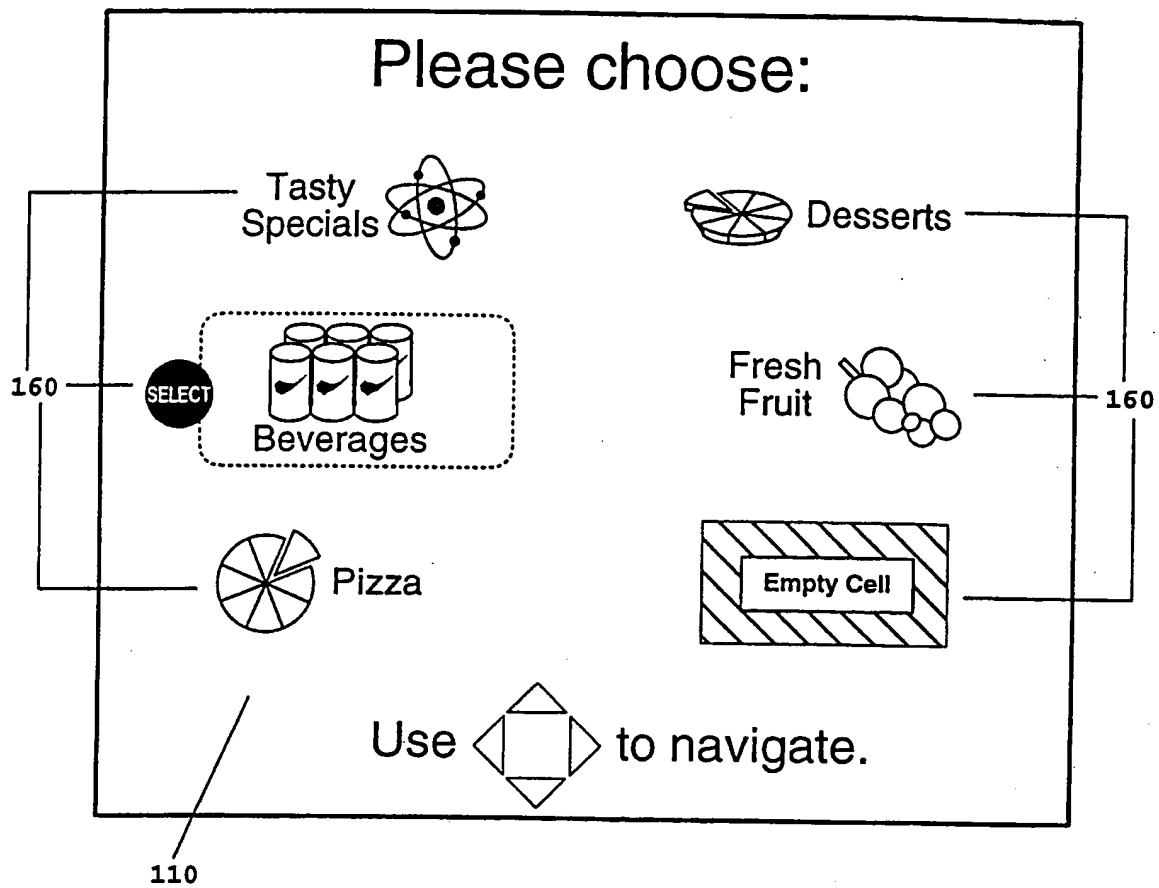 Please choose:
Tasty
Specials
Desserts
160
SELECT
Beverages
Fresh
Fruit
160
Pizza
Empty Cell
Use to navigate.
110